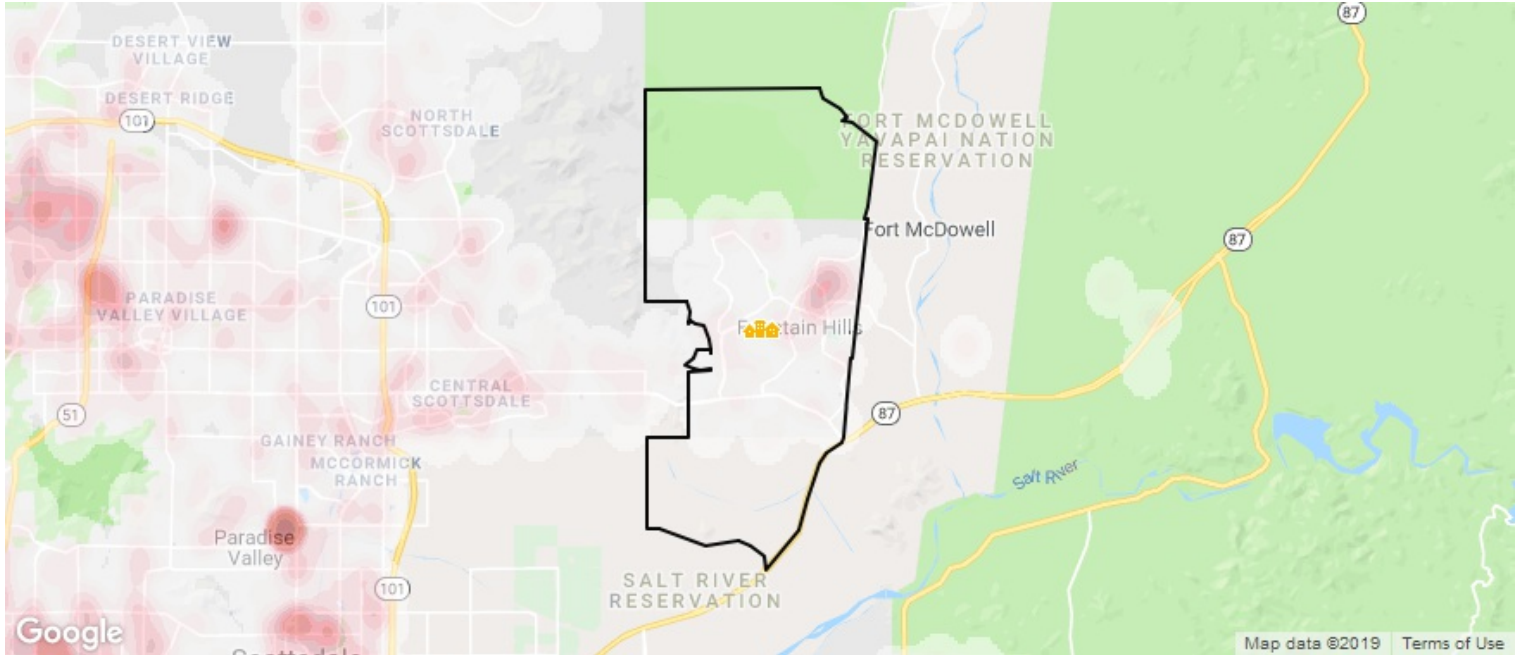 87
DESERT VIEW
VILLAGE
DESERT RIDGE
101
NORTH
SCOTTSDALE
FORT MCDOWELL
YAVAPAI NATION
RESERVATION
Fort McDowell
87
PARADISE
VALLEY VILLAGE
101
Hills
CENTRAL
SCOTTSDALE
51
87
GAINEY RANCH
MCCORMICK
RANCH
Salt River
Paradise
Valley
101
SALT RIVER
RESERVATION
Google
Scottsdale
Map data ©2019
Terms of Use